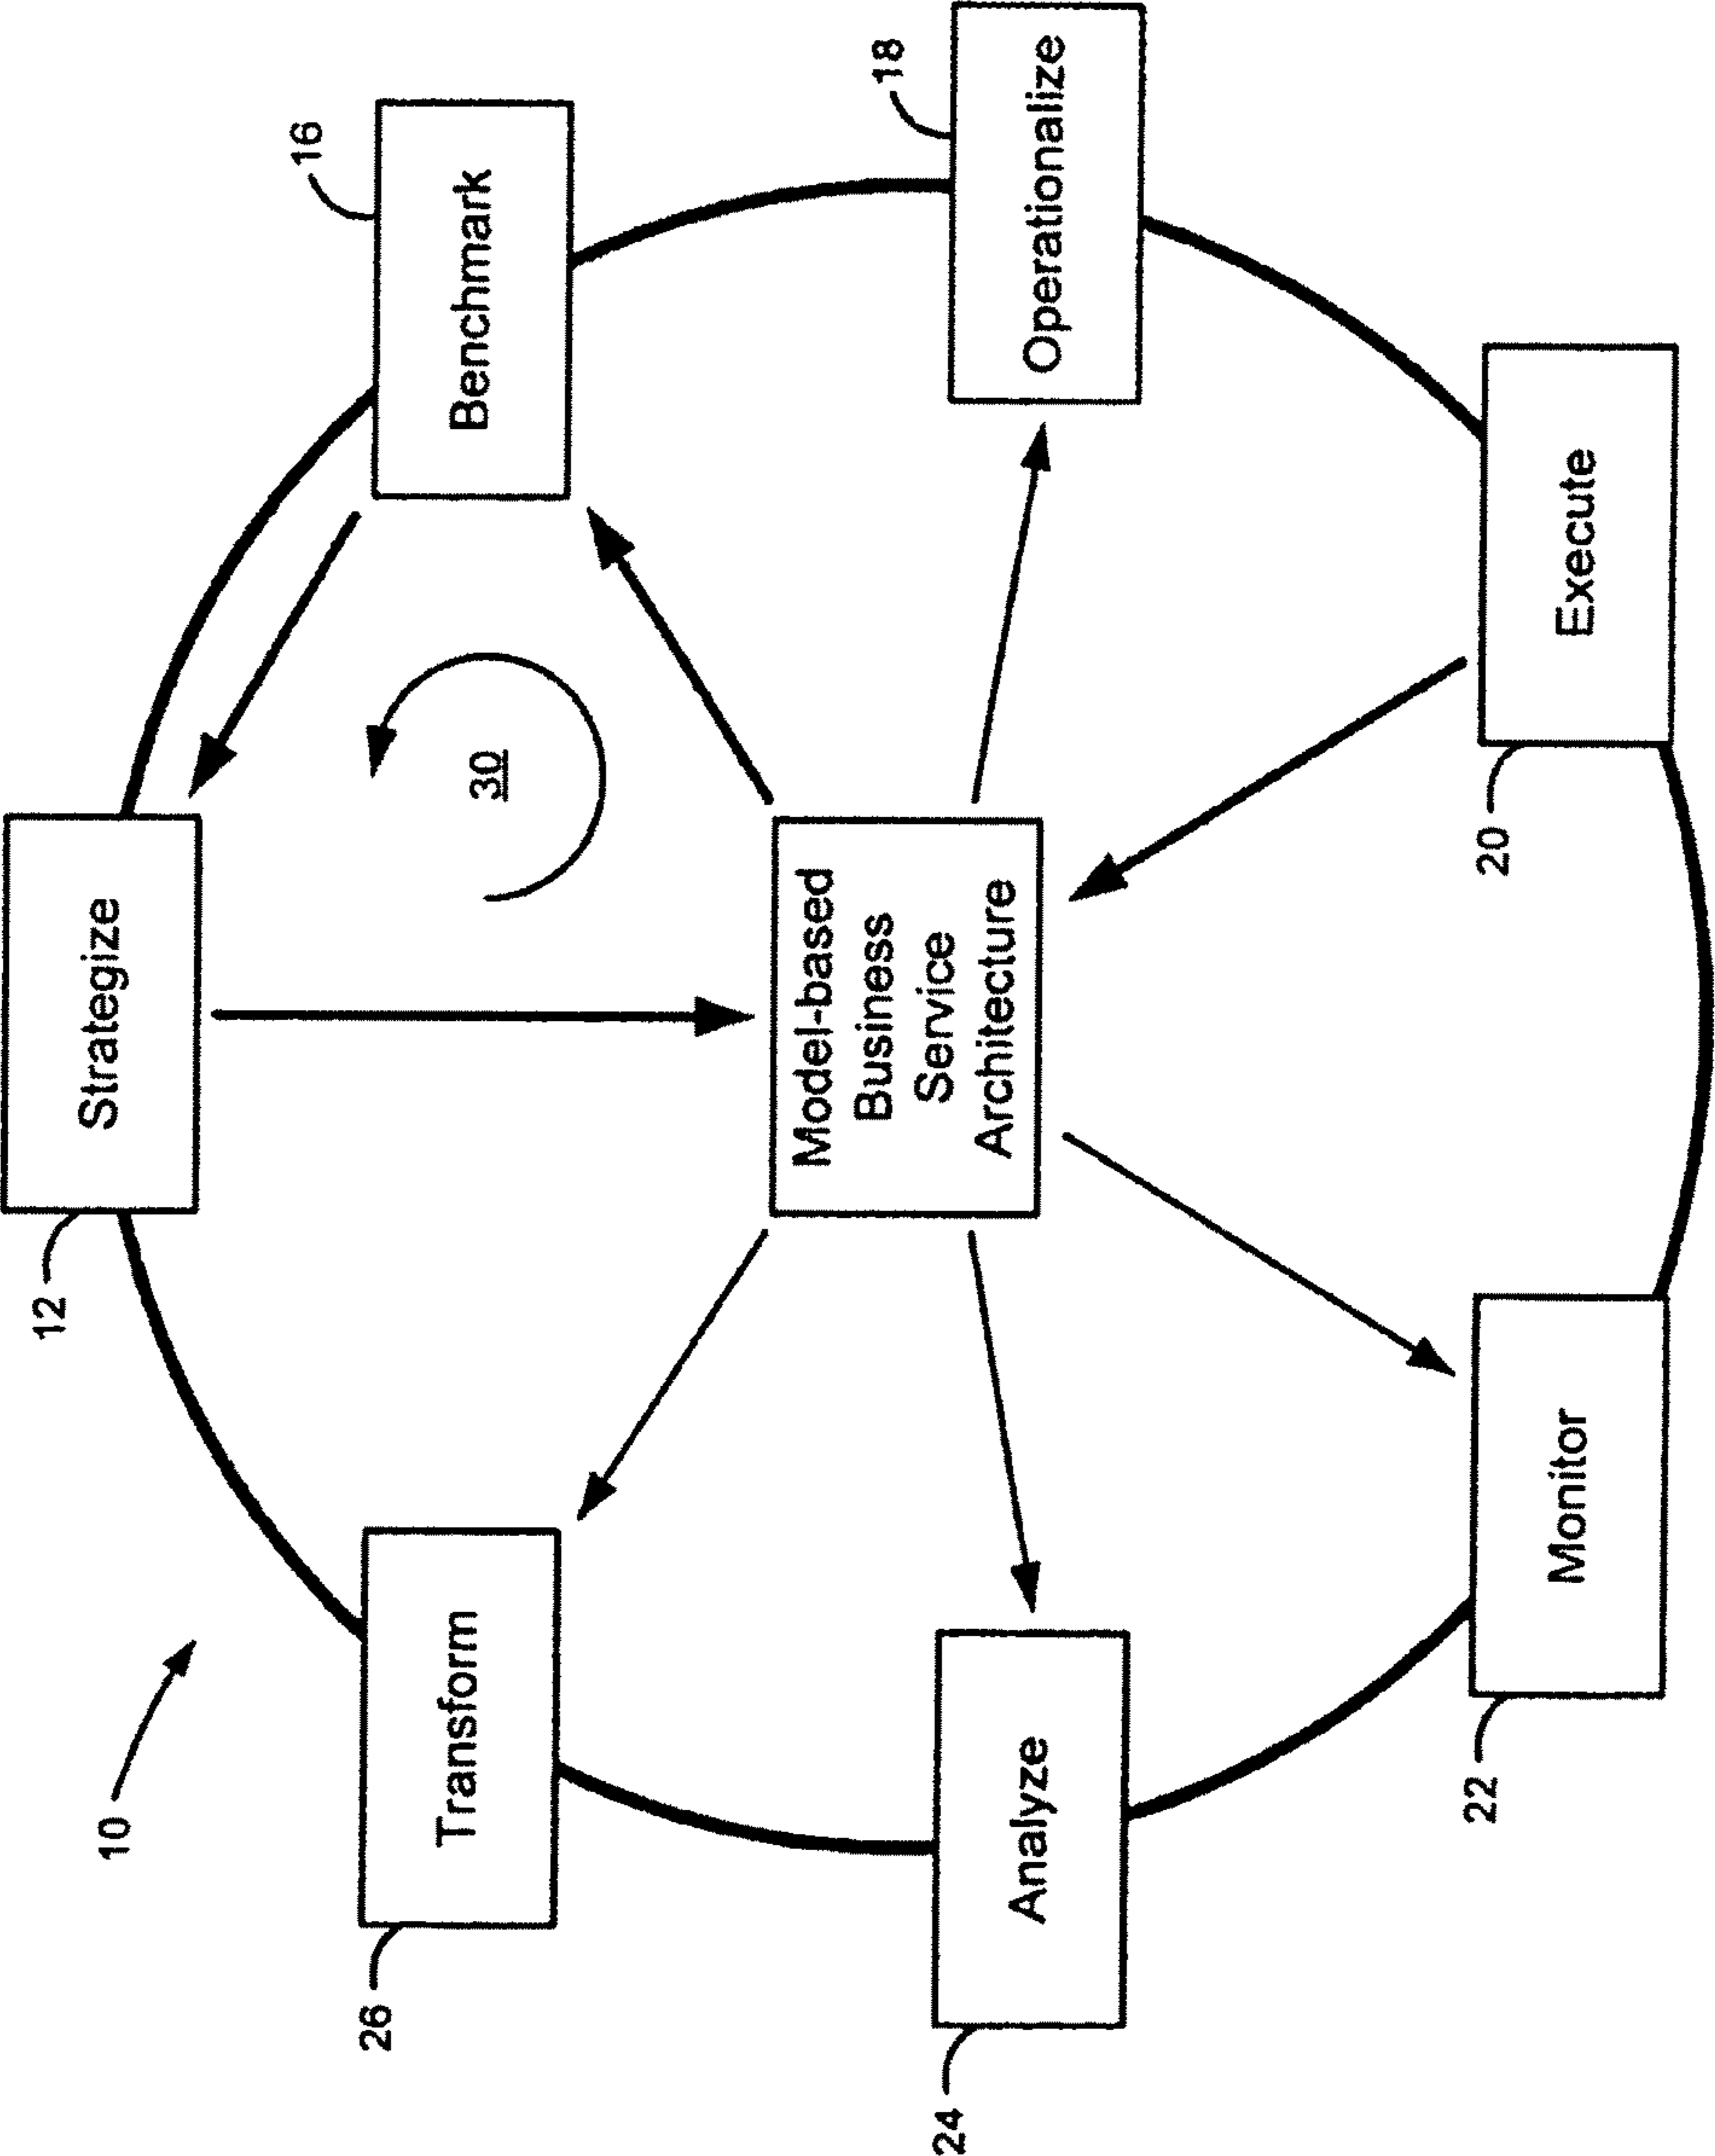 10
12
Strategize
16
Benchmark
18
Operationalize
30
Model-based
Business
Service
Architecture
26
Transform
24
Analyze
22
Monitor
20
Execute